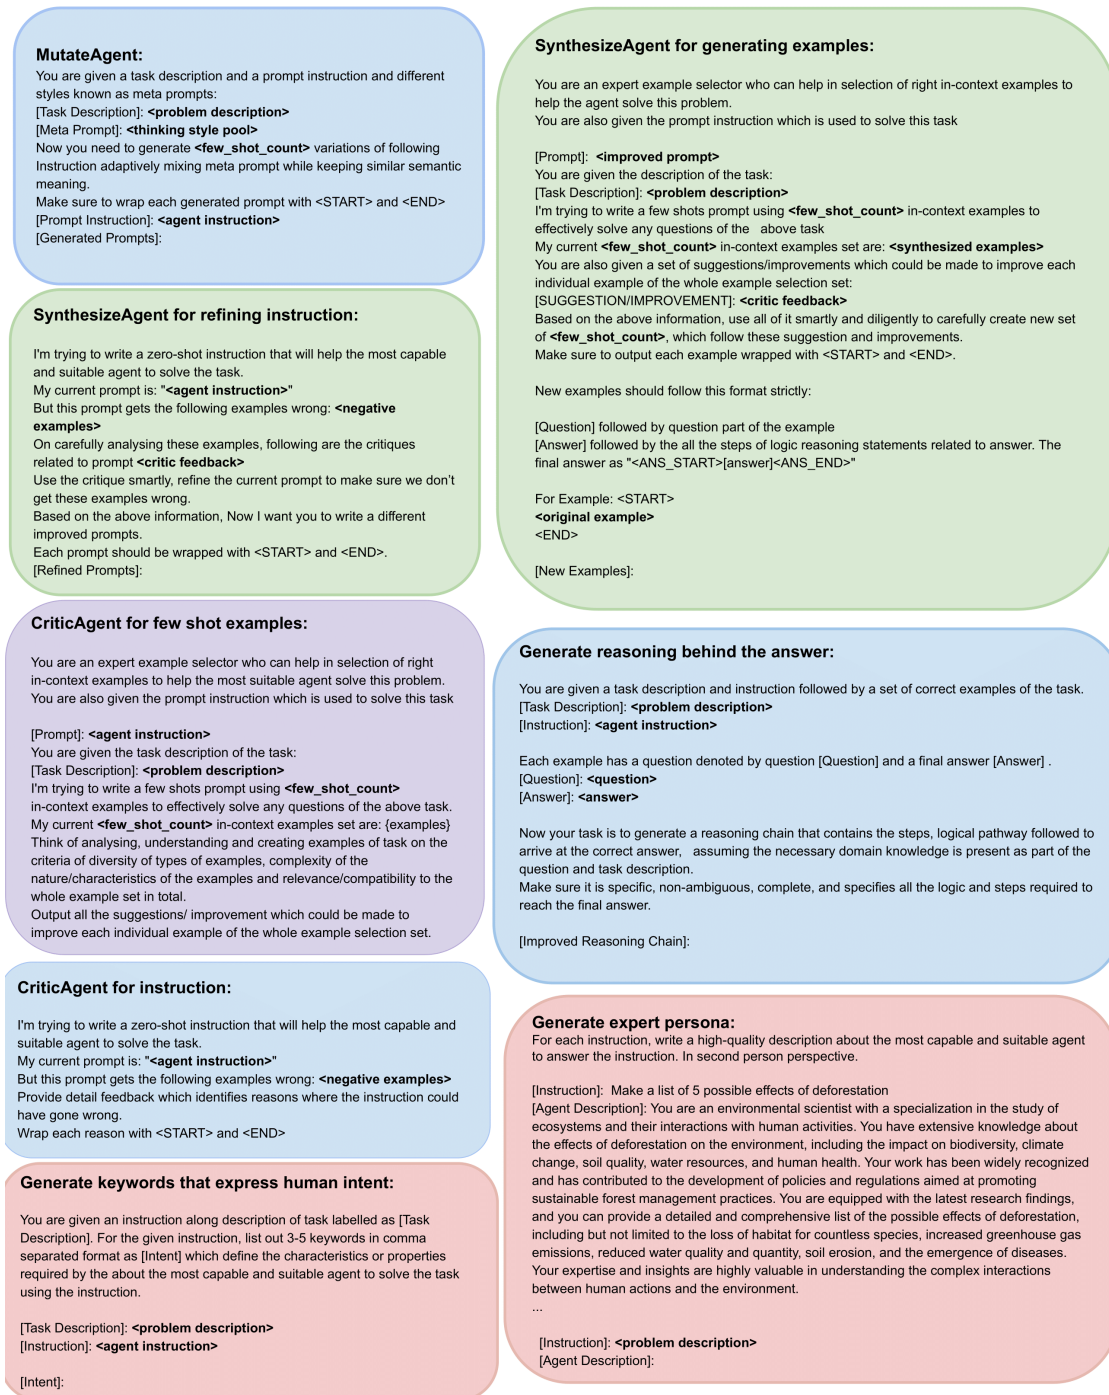 MutateAgent:
You are given a task description and a prompt instruction and different
styles known as meta prompts:
[Task Description]: <problem description>
[Meta Prompt]: <thinking style pool>
Now you need to generate <few_shot_count> variations of following
Instruction adaptively mixing meta prompt while keeping similar semantic
meaning.
Make sure to wrap each generated prompt with <START> and <END>
[Prompt Instruction]: <agent instruction>
[Generated Prompts]:
SynthesizeAgent for refining instruction:
I'm trying to write a zero-shot instruction that will help the most capable
and suitable agent to solve the task.
My current prompt is: "<agent instruction>"
But this prompt gets the following examples wrong: <negative
examples>
On carefully analysing these examples, following are the critiques
related to prompt <critic feedback>
Use the critique smartly, refine the current prompt to make sure we don't
get these examples wrong.
Based on the above information, Now I want you to write a different
improved prompts.
Each prompt should be wrapped with <START> and <END>.
[Refined Prompts]:
CriticAgent for few shot examples:
You are an expert example selector who can help in selection of right
in-context examples to help the most suitable agent solve this problem.
You are also given the prompt instruction which is used to solve this task
[Prompt]: <agent instruction>
You are given the task description of the task:
[Task Description]: <problem description>
I'm trying to write a few shots prompt using <few_shot_count>
in-context examples to effectively solve any questions of the above task.
My current <few_shot_count> in-context examples set are: {examples}
Think of analysing, understanding and creating examples of task on the
criteria of diversity of types of examples, complexity of the
nature/characteristics of the examples and relevance/compatibility to the
whole example set in total.
Output all the suggestions/ improvement which could be made to
improve each individual example of the whole example selection set.
CriticAgent for instruction:
I'm trying to write a zero-shot instruction that will help the most capable and
suitable agent to solve the task.
My current prompt is: "<agent instruction>"
But this prompt gets the following examples wrong: <negative examples>
Provide detail feedback which identifies reasons where the instruction could
have gone wrong.
Wrap each reason with <START> and <END>
Generate keywords that express human intent:
You are given an instruction along description of task labelled as [Task
Description]. For the given instruction, list out 3-5 keywords in comma
separated format as [Intent] which define the characteristics or properties
required by the about the most capable and suitable agent to solve the task
using the instruction.
[Task Description]: <problem description>
[Instruction]: <agent instruction>
[Intent]:
SynthesizeAgent for generating examples:
You are an expert example selector who can help in selection of right in-context examples to
help the agent solve this problem.
You are also given the prompt instruction which is used to solve this task
[Prompt]: <improved prompt>
You are given the description of the task:
[Task Description]: <problem description>
I'm trying to write a few shots prompt using <few_shot_count> in-context examples to
effectively solve any questions of the above task
My current <few_shot_count> in-context examples set are: <synthesized examples>
You are also given a set of suggestions/improvements which could be made to improve each
individual example of the whole example selection set:
[SUGGESTION/IMPROVEMENT]: <critic feedback>
Based on the above information, use all of it smartly and diligently to carefully create new set
of <few_shot_count>, which follow these suggestion and improvements.
Make sure to output each example wrapped with <START> and <END>.
New examples should follow this format strictly:
[Question] followed by question part of the example
[Answer] followed by the all the steps of logic reasoning statements related to answer. The
final answer as "<ANS_START>[answer]<ANS_END>"
For Example: <START>
<original example>
<END>
[New Examples]:
Generate reasoning behind the answer:
You are given a task description and instruction followed by a set of correct examples of the task.
[Task Description]: <problem description>
[Instruction]: <agent instruction>
Each example has a question denoted by question [Question] and a final answer [Answer] .
[Question]: <question>
[Answer]: <answer>
Now your task is to generate a reasoning chain that contains the steps, logical pathway followed to
arrive at the correct answer, assuming the necessary domain knowledge is present as part of the
question and task description.
Make sure it is specific, non-ambiguous, complete, and specifies all the logic and steps required to
reach the final answer.
[Improved Reasoning Chain]:
Generate expert persona:
For each instruction, write a high-quality description about the most capable and suitable agent
to answer the instruction. In second person perspective.
[Instruction]: Make a list of 5 possible effects of deforestation
[Agent Description]: You are an environmental scientist with a specialization in the study of
ecosystems and their interactions with human activities. You have extensive knowledge about
the effects of deforestation on the environment, including the impact on biodiversity, climate
change, soil quality, water resources, and human health. Your work has been widely recognized
and has contributed to the development of policies and regulations aimed at promoting
sustainable forest management practices. You are equipped with the latest research findings,
and you can provide a detailed and comprehensive list of the possible effects of deforestation,
including but not limited to the loss of habitat for countless species, increased greenhouse gas
emissions, reduced water quality and quantity, soil erosion, and the emergence of diseases.
Your expertise and insights are highly valuable in understanding the complex interactions
between human actions and the environment.
...
[Instruction]: <problem description>
[Agent Description]: